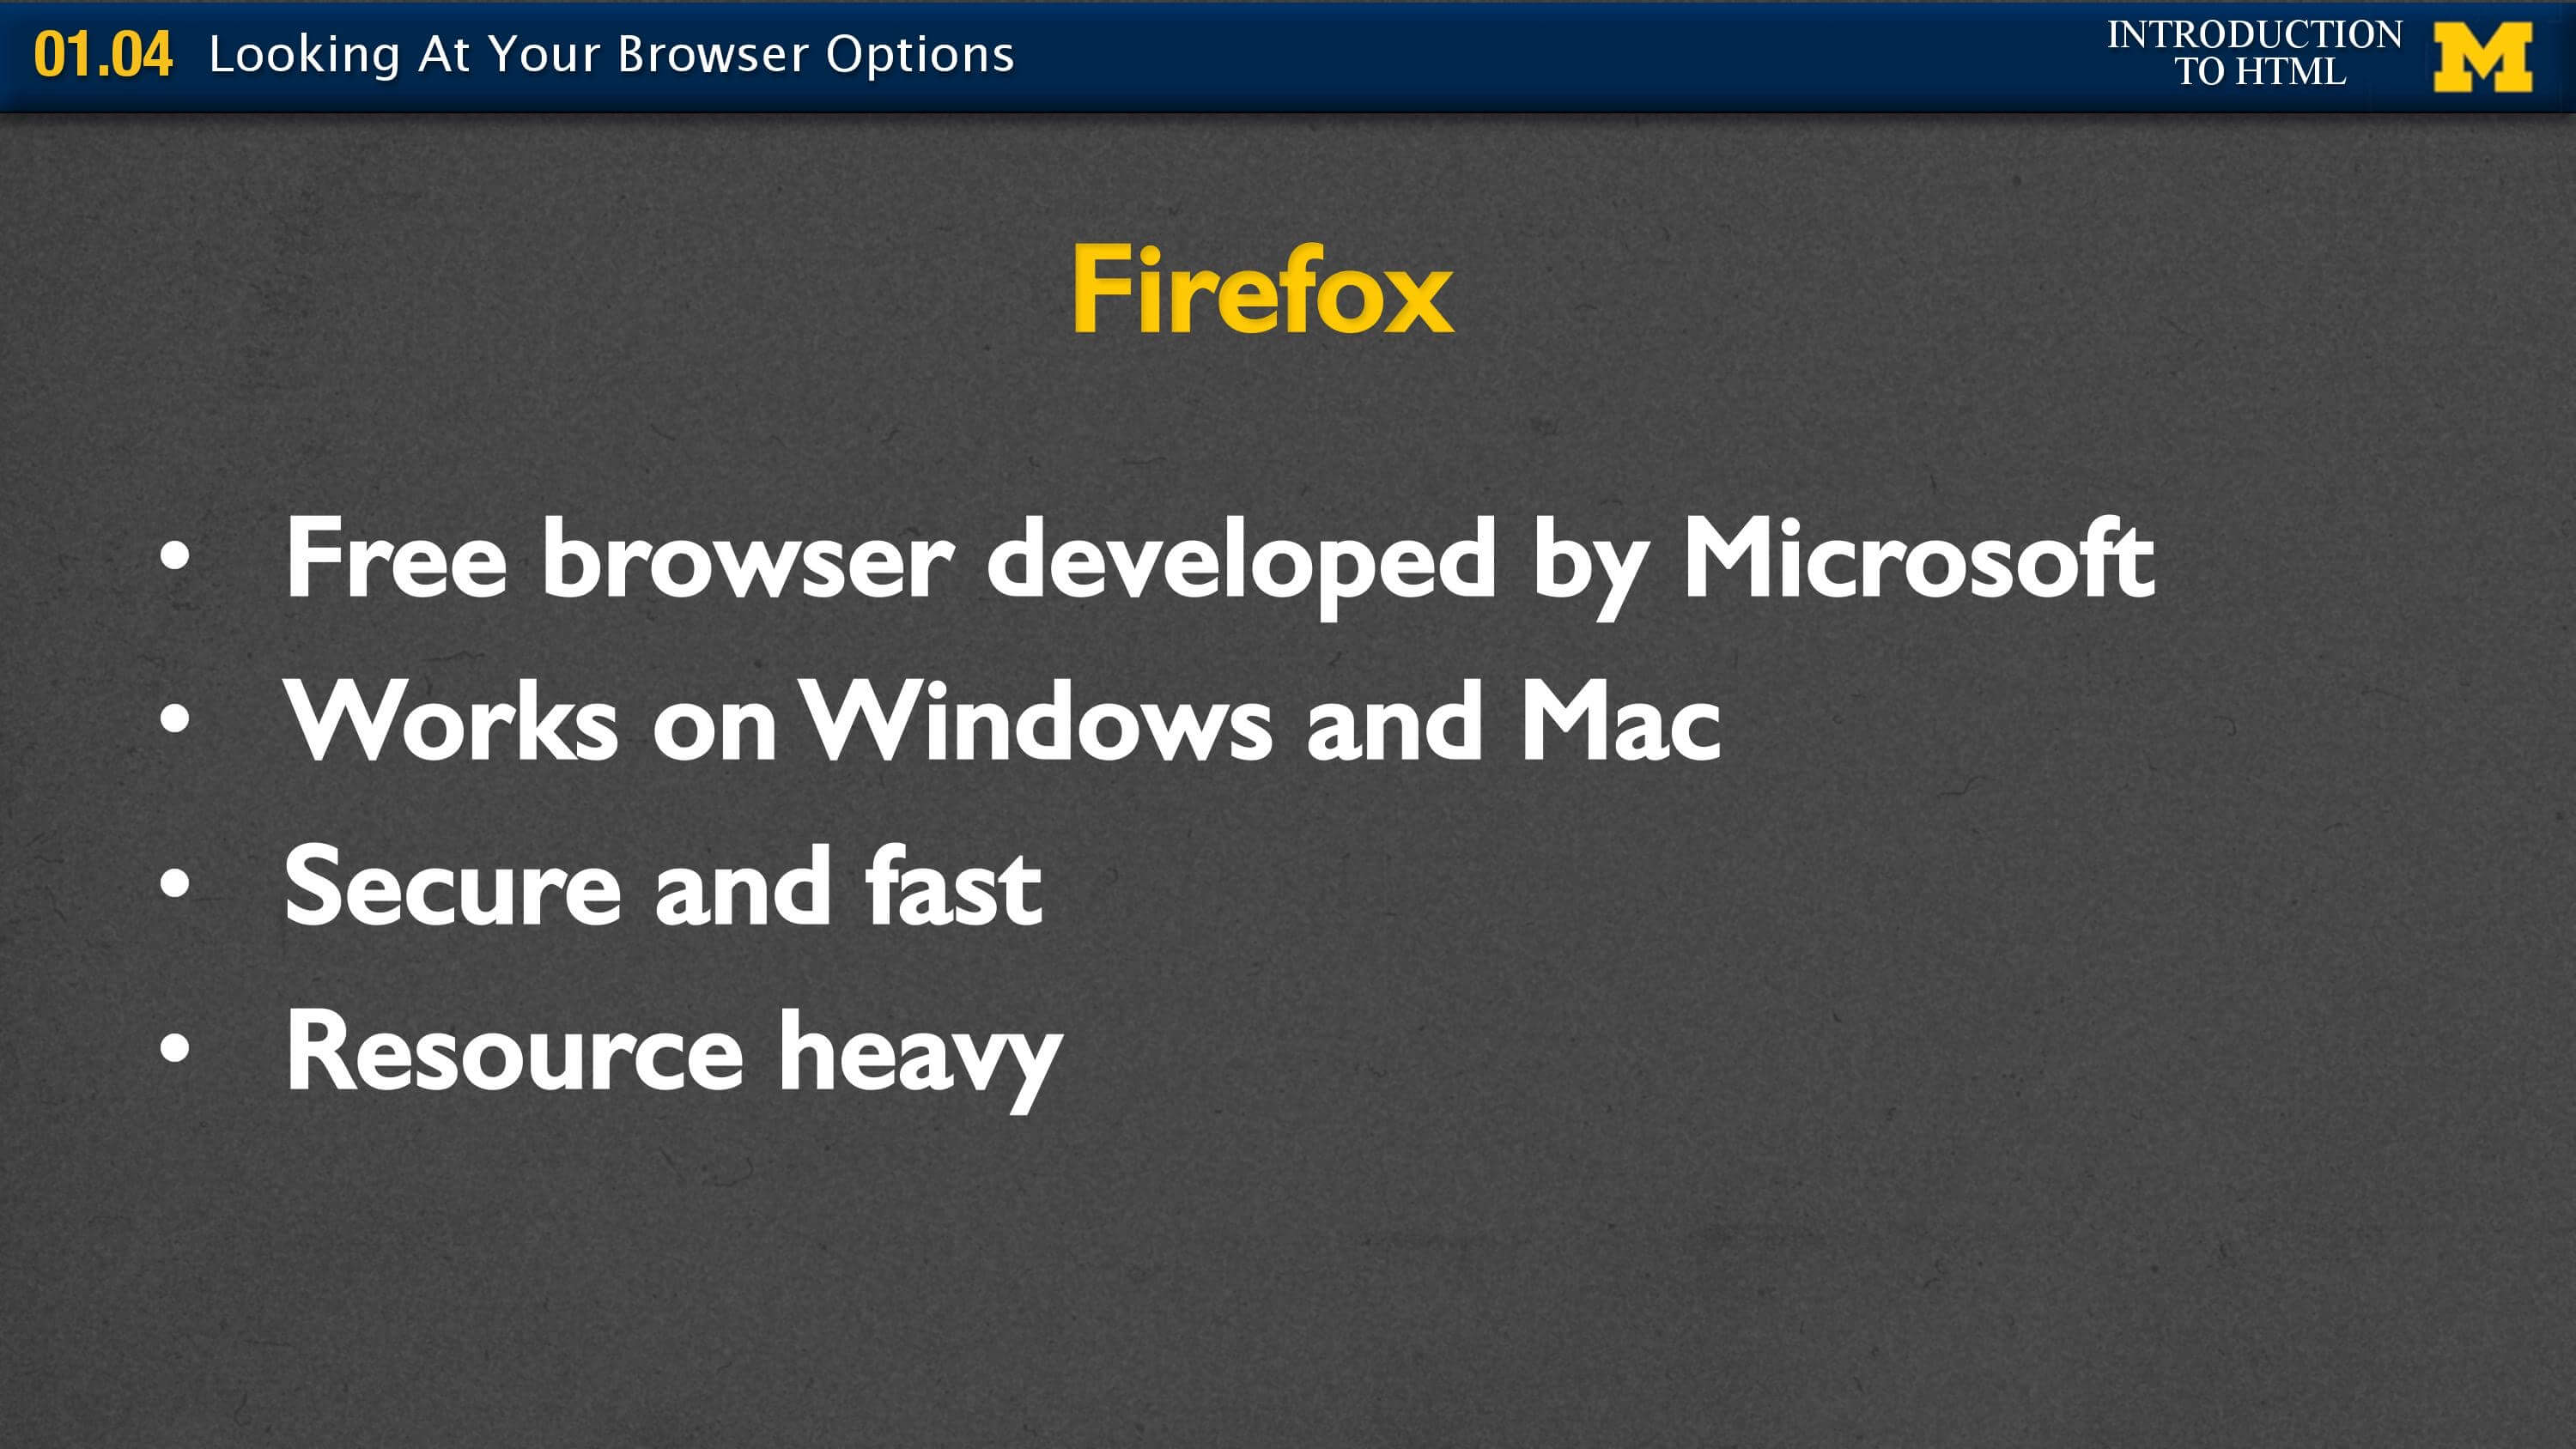 01.04 Looking At Your Browser Options
INTRODUCTION
TO HTML
M
Firefox
• Free browser developed by Microsoft
• Works on Windows and Mac
• Secure and fast
• Resource heavy